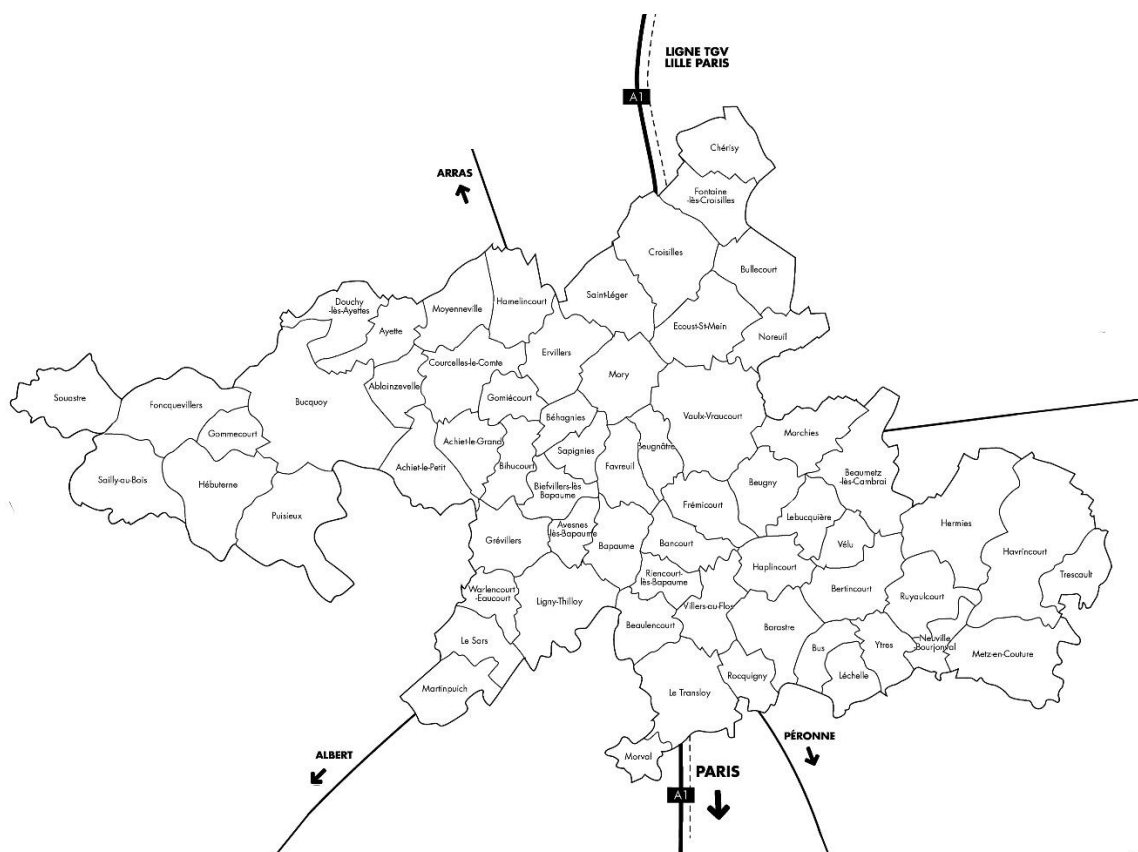 LIGNE TGV
LILLE PARIS
A1
Chérisy
ARRAS
Fontaine
-lès-Croisilles
Croisilles
Bullecourt
Saint-Léger
Hamelincourt
Moyenneville
Douchy
-lès-Ayettes
Ayette
Ecoust-St-Mein
Noreuil
Ervillers
Courcelles-le-Comte
Mory
Ablainzevelle
Souastre
Foncquevillers
Bucquoy
Gomiécourt
Vaulx-Vraucourt
Béhagnies
Gommecourt
Achiet-le-Grand
Morchies
Beugnâtre
Sapignies
Bihucourt
Favreuil
Achiet-le-Petit
Beaumetz
-lès-Cambrai
Sailly-au-Bois
Hébuterne
Beugny
Biefvillers-lès
Bapaume
Frémicourt
Puisieux
Lebucquière
Hermies
Avesnes
-lès-Bapaume
Grévillers
Bapaume
Bancourt
Vélu
Havrincourt
Haplincourt
Riencourt
-lès-Bapaume
Trescault
Warlencourt
-Eaucourt
Ligny-Thilloy
Bertincourt
Ruyaulcourt
Villers-au-Flos
Beaulencourt
Barastre
Le Sars
Neuville
-Bourjonval
Ytres
Bus
Metz-en-Couture
Rocquigny
Léchelle
Martinpuich
Le Transloy
PÉRONNE
ALBERT
Morval
PARIS
A1